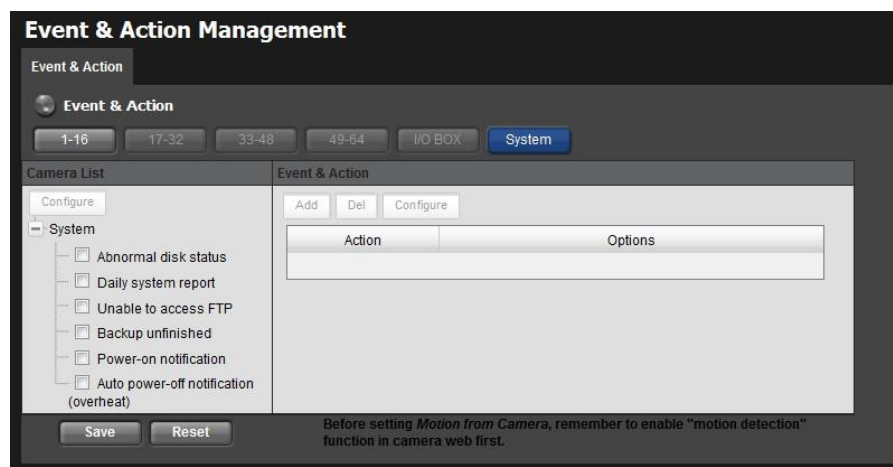 Event & Action Management
Event & Action
Event & Action
1-16 17-32 33-48 49-64 I/O BOX System
Camera List
Configure
System
Abnormal disk status
Daily system report
Unable to access FTP
Backup unfinished
Power-on notification
Auto power-off notification
(overheat)
Event & Action
Add Del Configure
Action Options
Save Reset
Before setting Motion from Camera, remember to enable "motion detection"
function in camera web first.